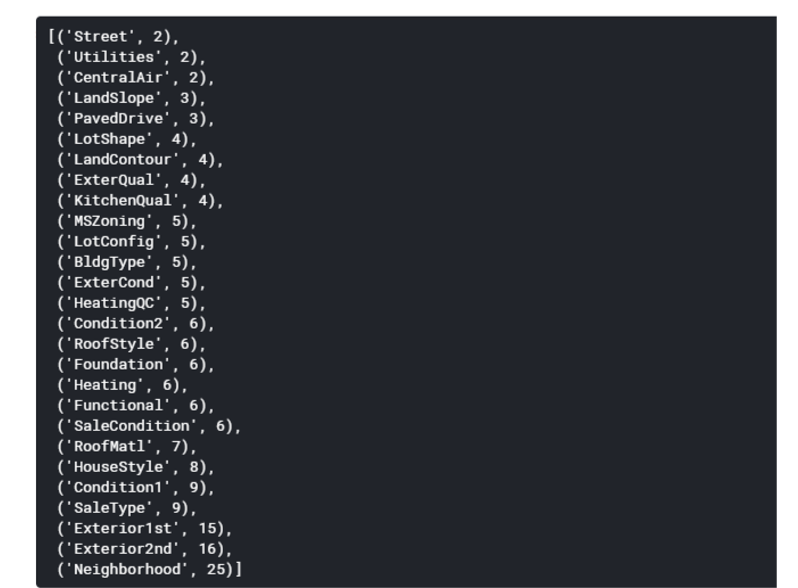 [('Street', 2),
('Utilities', 2),
('CentralAir', 2),
('LandSlope', 3),
('PavedDrive', 3),
('LotShape', 4),
('LandContour', 4),
('ExterQual', 4),
('KitchenQual', 4),
('MSZoning', 5),
('LotConfig', 5),
('BldgType', 5),
('ExterCond', 5),
('HeatingQC', 5),
('Condition2', 6),
('RoofStyle', 6),
('Foundation', 6),
('Heating', 6),
('Functional', 6),
('SaleCondition', 6),
('RoofMatl', 7),
('HouseStyle', 8),
('Condition1', 9),
('SaleType', 9),
('Exterior1st', 15),
('Exterior2nd', 16),
('Neighborhood', 25)]